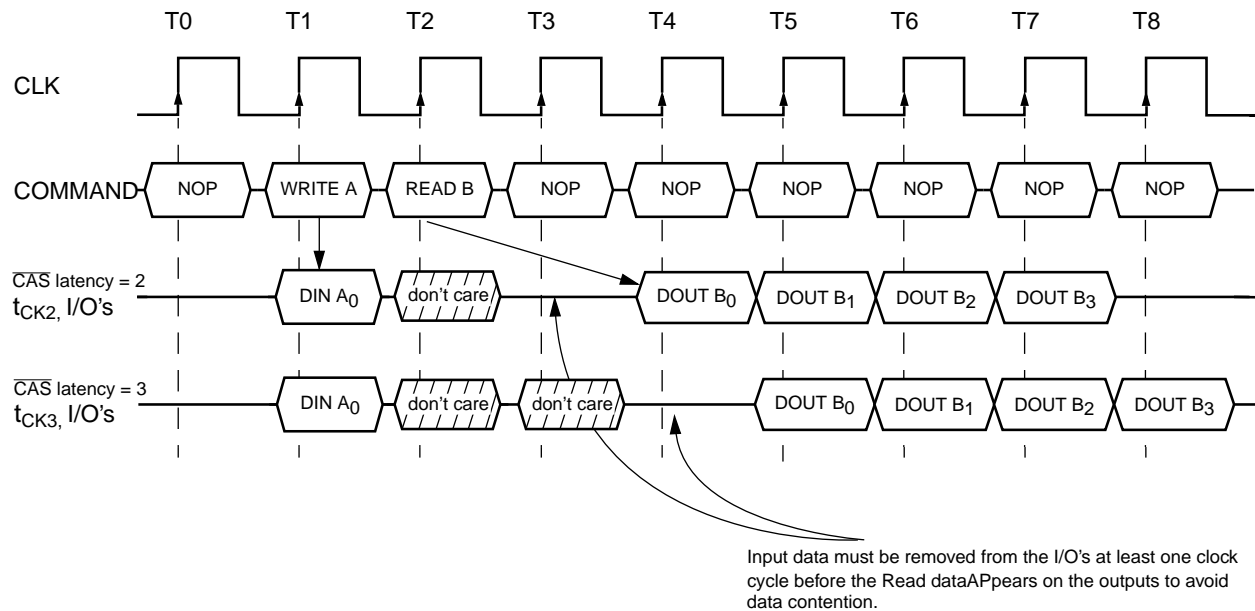 T0 T1 T2 T3 T4 T5 T6 T7 T8
CLK
COMMAND NOP WRITE A READ B NOP NOP NOP NOP NOP NOP
CAS latency = 2
tCK2, I/O's DIN A0 don't care DOUT B0 DOUT B1 DOUT B2 DOUT B3
CAS latency = 3
tCK3, I/O's DIN A0 don't care don't care DOUT B0 DOUT B1 DOUT B2 DOUT B3
Input data must be removed from the I/O's at least one clock
cycle before the Read dataAPpears on the outputs to avoid
data contention.